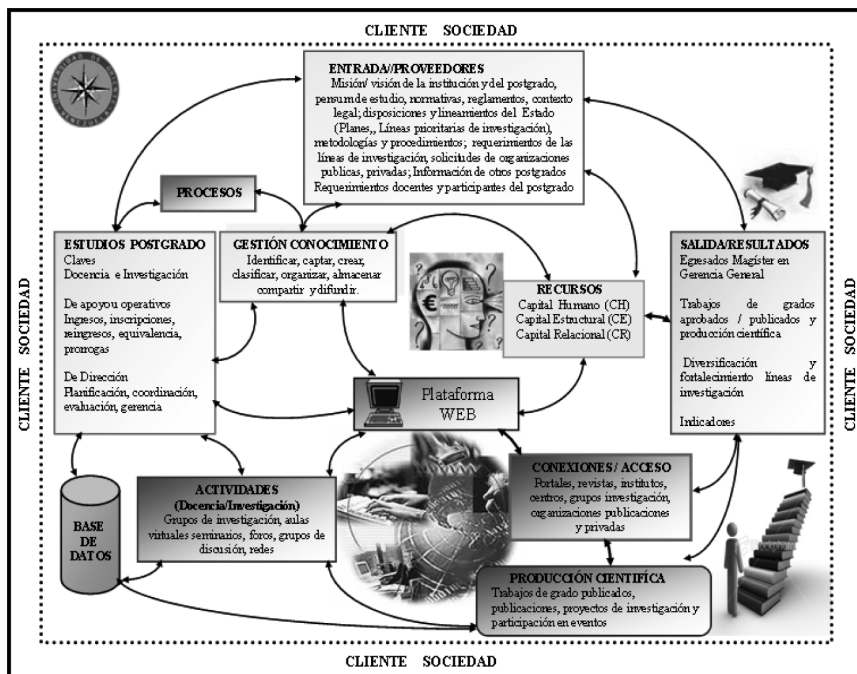 CLIENTE SOCIEDAD
ENTRADA//PROVEEDORES
Misión/ visión de la institución y del postgrado,
pensum de estudio, normativas, reglamentos, contexto
legal; disposiciones y lineamientos del Estado
(Planes,, Líneas prioritarias de investigación),
metodologías y procedimientos; requerimientos de las
líneas de investigación, solicitudes de organizaciones
publicas, privadas; Información de otros postgrados
Requerimientos docentes y participantes del postgrado
PROCESOS
ESTUDIOS POSTGRADO
Claves
Docencia e Investigación
De apoyo u operativos
Ingresos, inscripciones,
reingresos, equivalencia,
prorrogas
De Dirección
Planificación, coordinación,
evaluación, gerencia
GESTIÓN CONOCIMIENTO
Identificar, captar, crear,
clasificar, organizar, almacenar
compartir y difundir.
RECURSOS
Capital Humano (CH)
Capital Estructural (CE)
Capital Relacional (CR)
SALIDA/RESULTADOS
Egresados Magíster en
Gerencia General
Trabajos de grados
aprobados / publicados y
producción científica
Diversificación y
fortalecimiento líneas de
investigación
Indicadores
CLIENTE SOCIEDAD
CLIENTE SOCIEDAD
Plataforma
WEB
BASE
DE
DATOS
ACTIVIDADES
(Docencia/Investigación)
Grupos de investigación, aulas
virtuales seminarios, foros, grupos de
discusión, redes
CONEXIONES / ACCESO
Portales, revistas, institutos,
centros, grupos investigación,
organizaciones publicaciones
y privadas
PRODUCCIÓN CIENTIFÍCA
Trabajos de grado publicados,
publicaciones, proyectos de investigación y
participación en eventos
CLIENTE SOCIEDAD